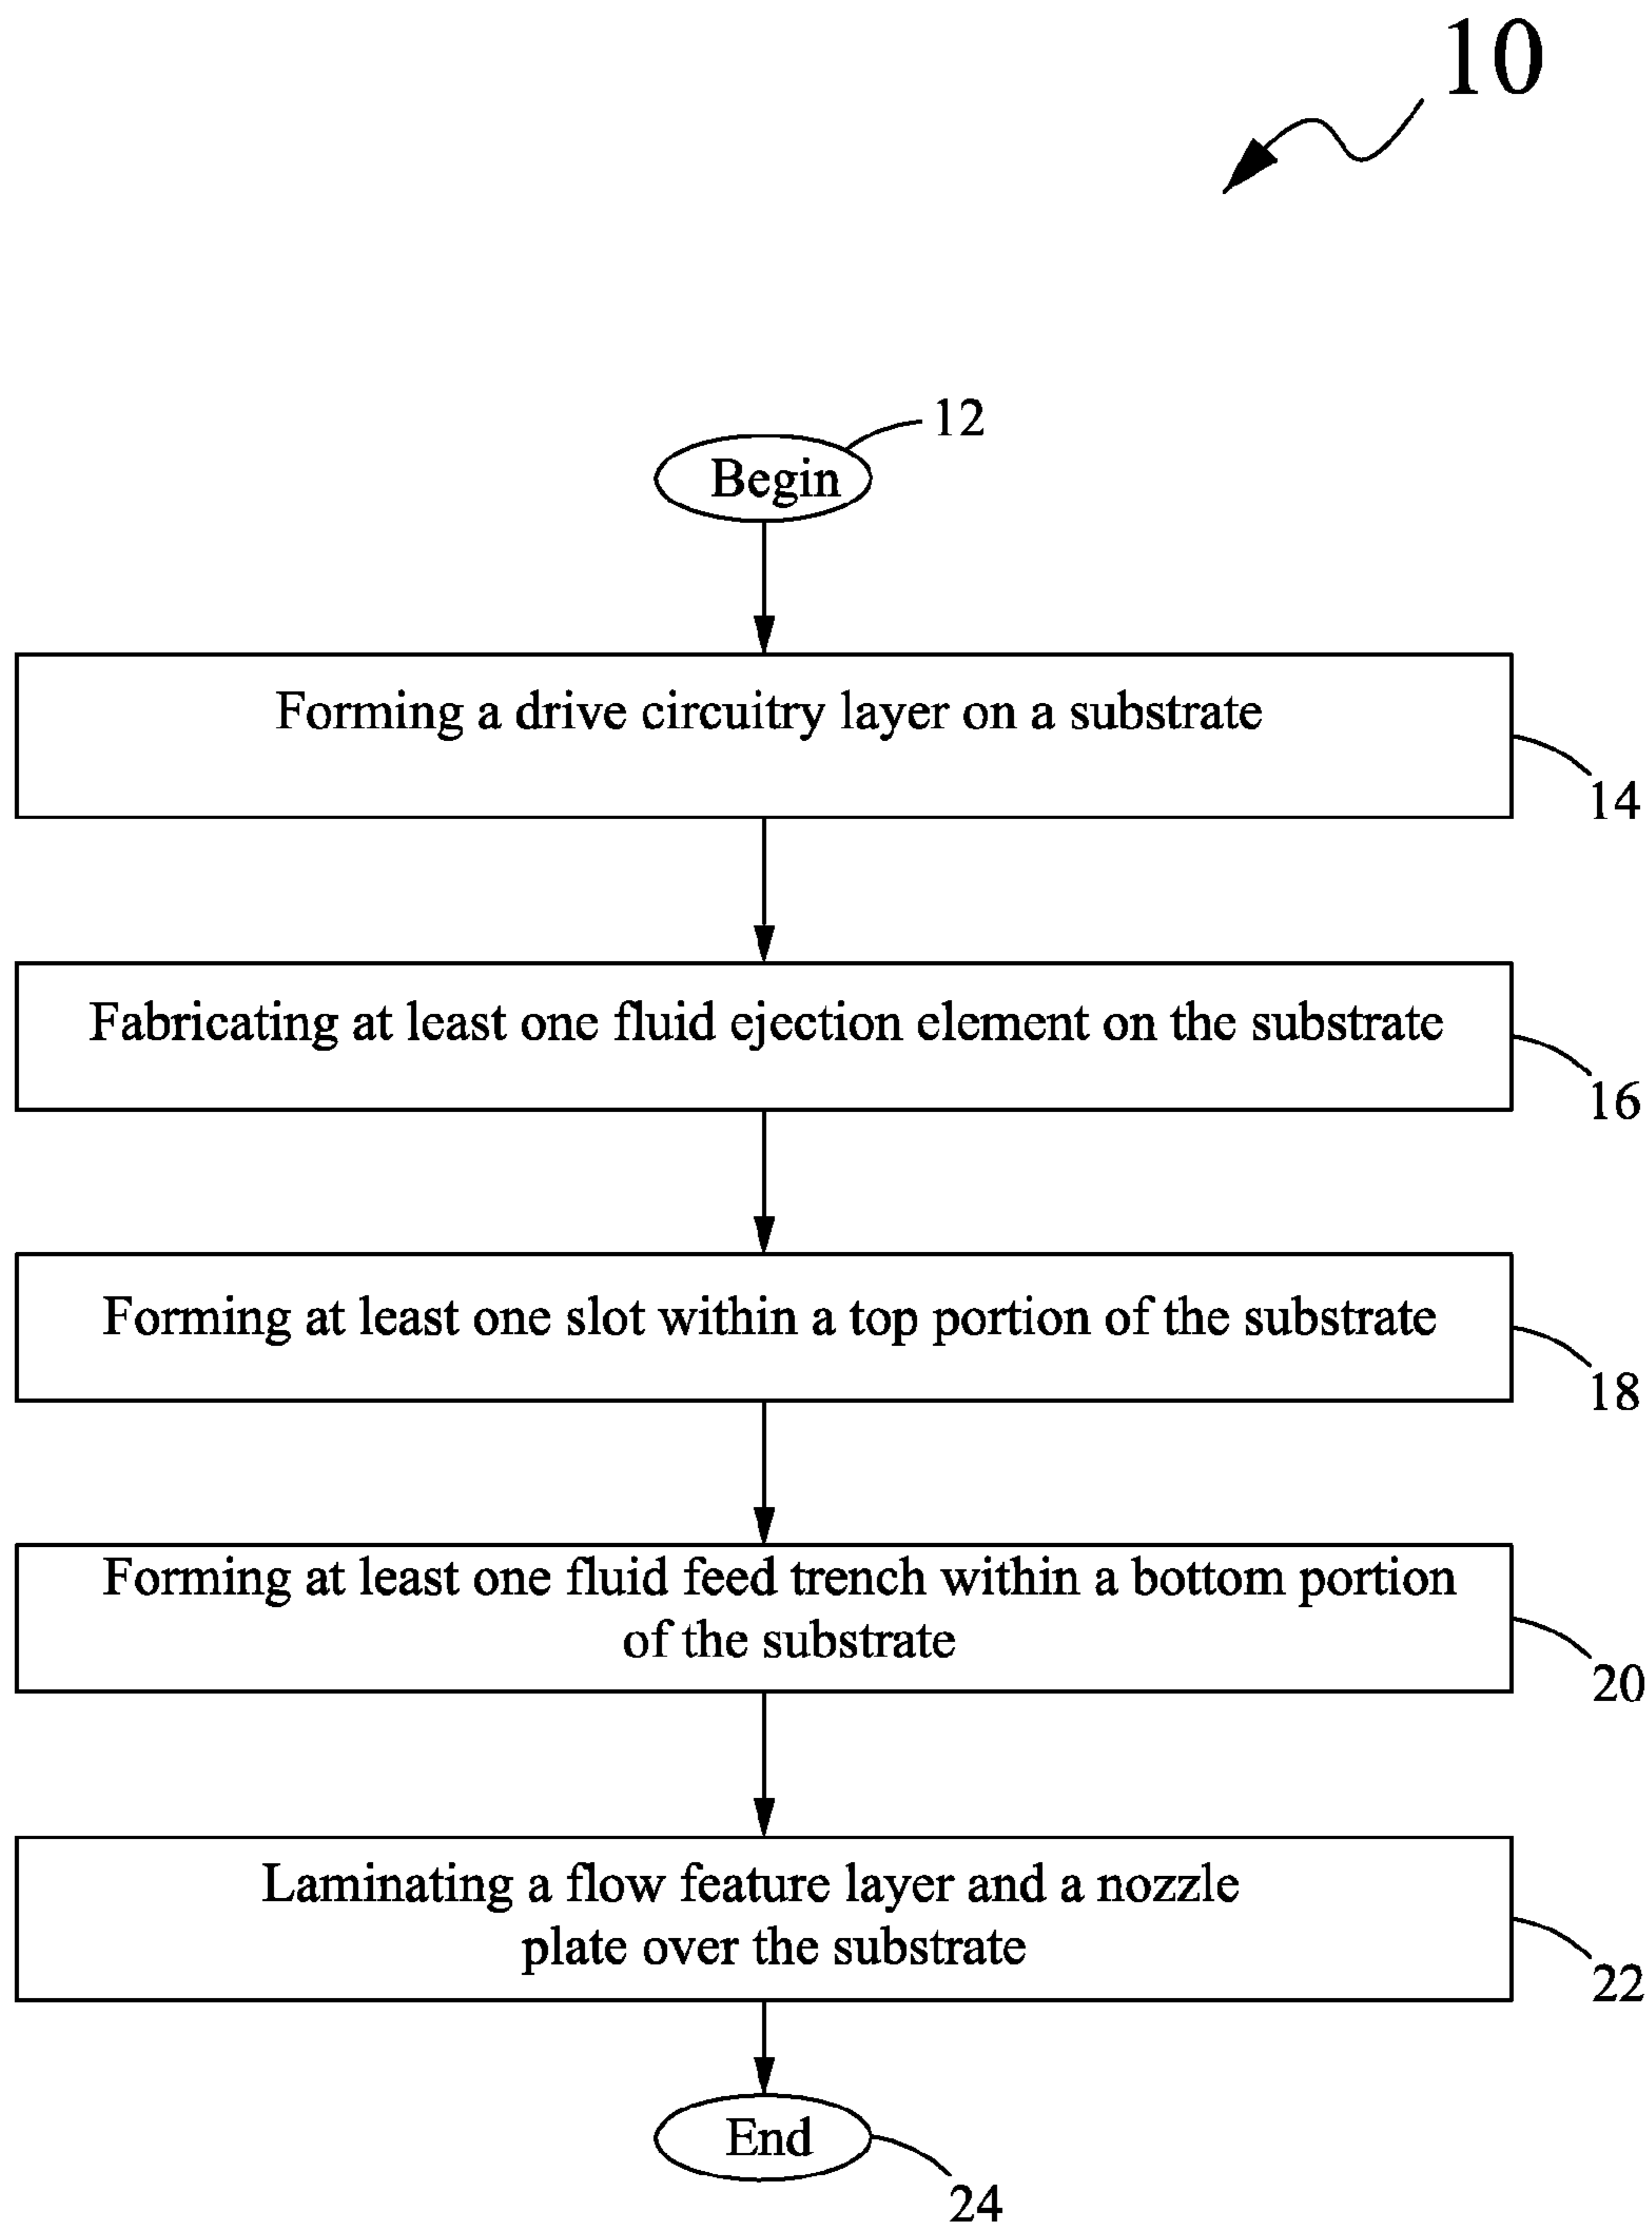 10
12
Begin
Forming a drive circuitry layer on a substrate
14
Fabricating at least one fluid ejection element on the substrate
16
Forming at least one slot within a top portion of the substrate
18
Forming at least one fluid feed trench within a bottom portion
of the substrate
20
Laminating a flow feature layer and a nozzle
plate over the substrate
22
End
24